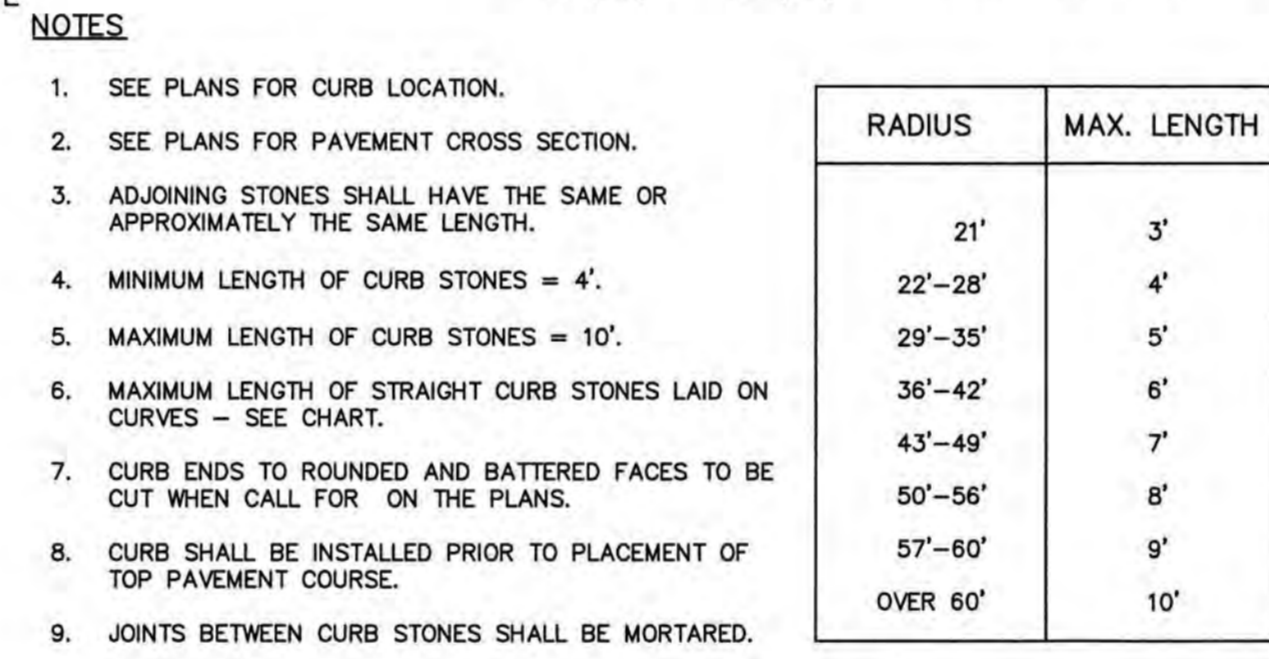 NOTES
1. SEE PLANS FOR CURB LOCATION.
2. SEE PLANS FOR PAVEMENT CROSS SECTION.
3. ADJOINING STONES SHALL HAVE THE SAME OR
APPROXIMATELY THE SAME LENGTH.
4. MINIMUM LENGTH OF CURB STONES = 4'.
5. MAXIMUM LENGTH OF CURB STONES = 10'.
6. MAXIMUM LENGTH OF STRAIGHT CURB STONES LAID ON
CURVES – SEE CHART.
7. CURB ENDS TO ROUNDED AND BATTERED FACES TO BE
CUT WHEN CALL FOR ON THE PLANS.
8. CURB SHALL BE INSTALLED PRIOR TO PLACEMENT OF
TOP PAVEMENT COURSE.
9. JOINTS BETWEEN CURB STONES SHALL BE MORTARED.
RADIUS MAX. LENGTH
21' 3'
22'–28' 4'
29'–35' 5'
36'–42' 6'
43'–49' 7'
50'–56' 8'
57'–60' 9'
OVER 60' 10'